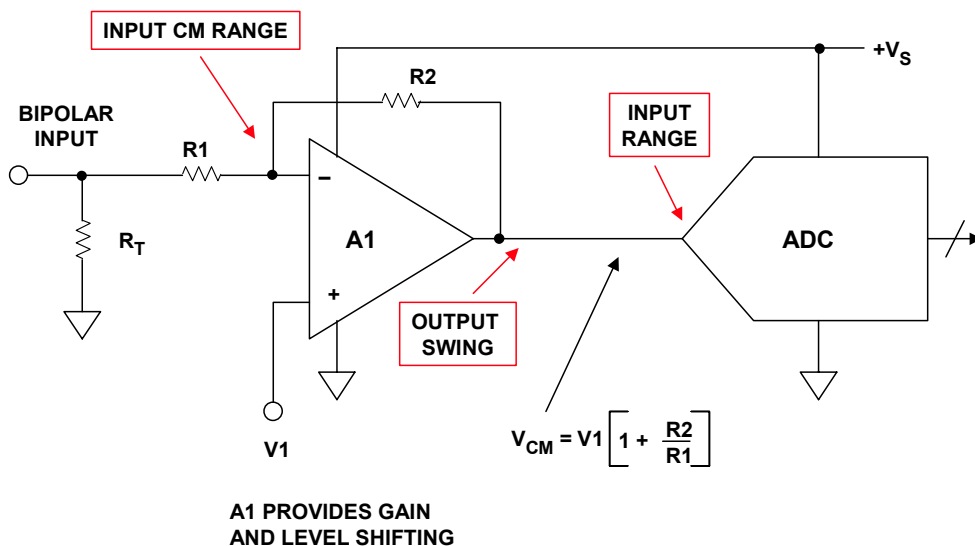 INPUT CM RANGE
+VS
R2
BIPOLAR
INPUT
INPUT
RANGE
R1
−
RT
A1
ADC
+
OUTPUT
SWING
V1
VCM = V1 [ 1 + R2/R1 ]
A1 PROVIDES GAIN
AND LEVEL SHIFTING